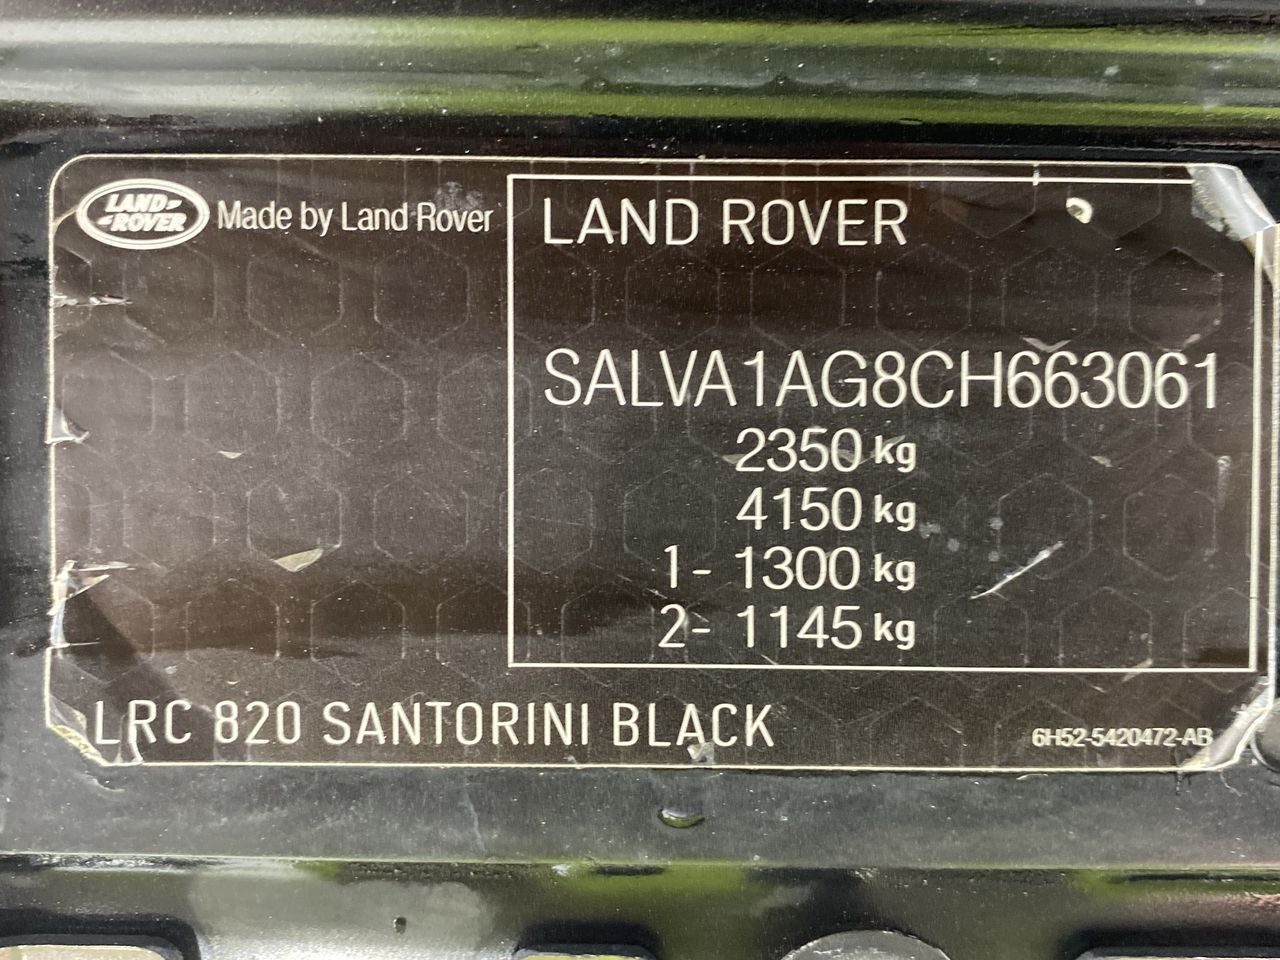 LAND ROVER
Made by Land Rover
LAND ROVER
SALVA1AG8CH663061
2350 kg
4150 kg
1- 1300 kg
2- 1145 kg
LRC 820 SANTORINI BLACK
6H52-5420472-AB